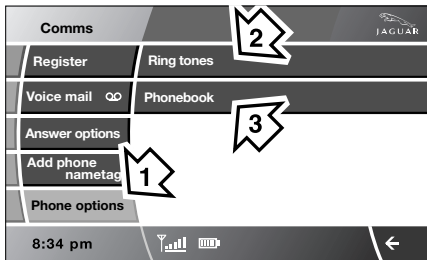 Comms
2
JAGUAR
Register
Ring tones
Voice mail
Phonebook
Answer options
3
Add phone
nametag
1
Phone options
8:34 pm